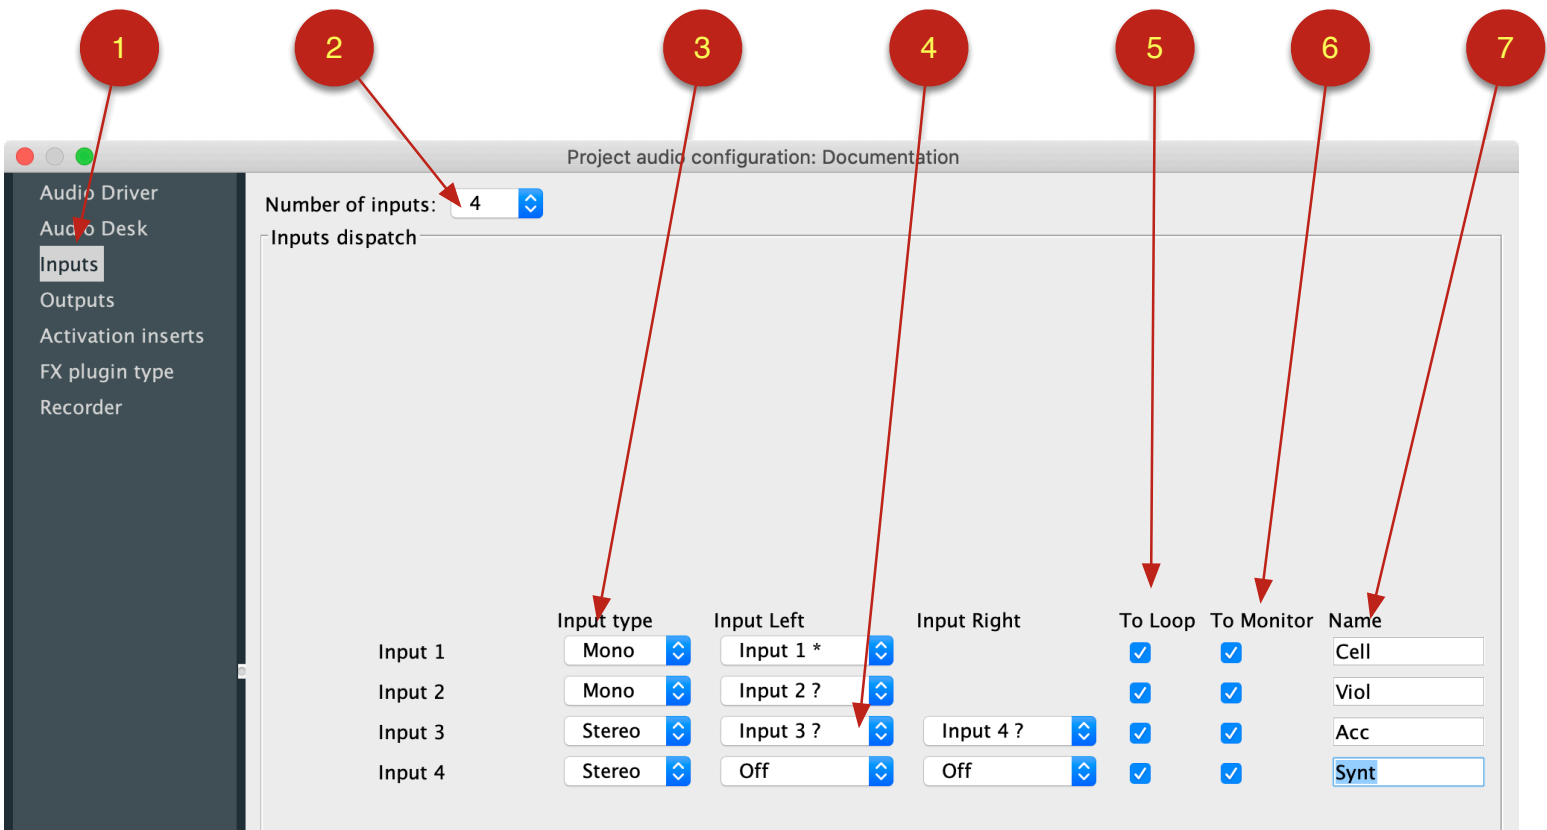 1 2 3 4 5 6 7
Project audio configuration: Documentation
Audio Driver
Audio Desk
Inputs
Outputs
Activation inserts
FX plugin type
Recorder
Number of inputs: 4
Inputs dispatch
Input type Input Left Input Right To Loop To Monitor Name
Input 1 Mono Input 1 * Cell
Input 2 Mono Input 2 ? Viol
Input 3 Stereo Input 3 ? Input 4 ? Acc
Input 4 Stereo Off Off Synt